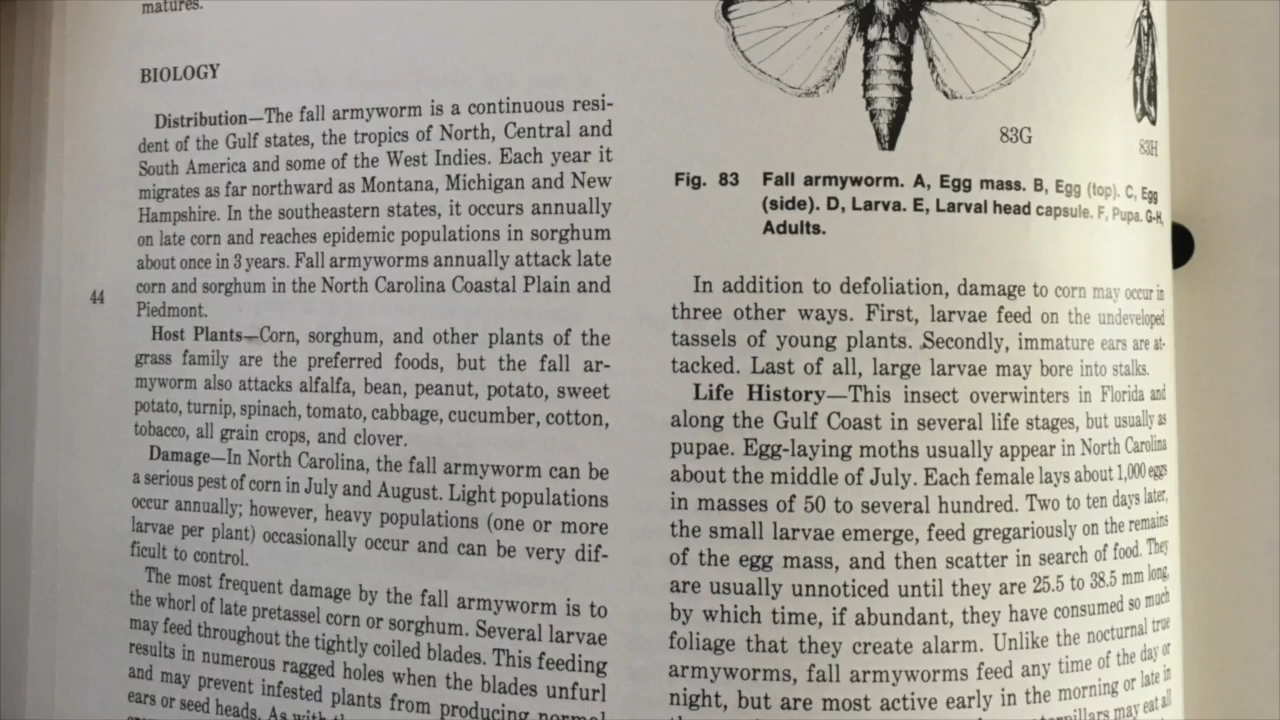 matures.
BIOLOGY
Distribution—The fall armyworm is a continuous resi-
dent of the Gulf states, the tropics of North, Central and
South America and some of the West Indies. Each year it
migrates as far northward as Montana, Michigan and New
Hampshire. In the southeastern states, it occurs annually
on late corn and reaches epidemic populations in sorghum
about once in 3 years. Fall armyworms annually attack late
corn and sorghum in the North Carolina Coastal Plain and
Piedmont.
44
Host Plants—Corn, sorghum, and other plants of the
grass family are the preferred foods, but the fall ar-
myworm also attacks alfalfa, bean, peanut, potato, sweet
potato, turnip, spinach, tomato, cabbage, cucumber, cotton,
tobacco, all grain crops, and clover.
Damage—In North Carolina, the fall armyworm can be
a serious pest of corn in July and August. Light populations
occur annually; however, heavy populations (one or more
larvae per plant) occasionally occur and can be very dif-
ficult to control.
The most frequent damage by the fall armyworm is to
the whorl of late pretassel corn or sorghum. Several larvae
may feed throughout the tightly coiled blades. This feeding
results in numerous ragged holes when the blades unfurl
and may prevent infested plants from producing normal
ears or seed heads. As with
83G
83H
Fig. 83 Fall armyworm. A, Egg mass. B, Egg (top). C, Egg
(side). D, Larva. E, Larval head capsule. F, Pupa. G-H,
Adults.
In addition to defoliation, damage to corn may occur in
three other ways. First, larvae feed on the undeveloped
tassels of young plants. Secondly, immature ears are at-
tacked. Last of all, large larvae may bore into stalks.
Life History—This insect overwinters in Florida and
along the Gulf Coast in several life stages, but usually as
pupae. Egg-laying moths usually appear in North Carolina
about the middle of July. Each female lays about 1,000 eggs
in masses of 50 to several hundred. Two to ten days later,
the small larvae emerge, feed gregariously on the remains
of the egg mass, and then scatter in search of food. They
are usually unnoticed until they are 25.5 to 38.5 mm long,
by which time, if abundant, they have consumed so much
foliage that they create alarm. Unlike the nocturnal true
armyworms, fall armyworms feed any time of the day or
night, but are most active early in the morning or late in
may eat all